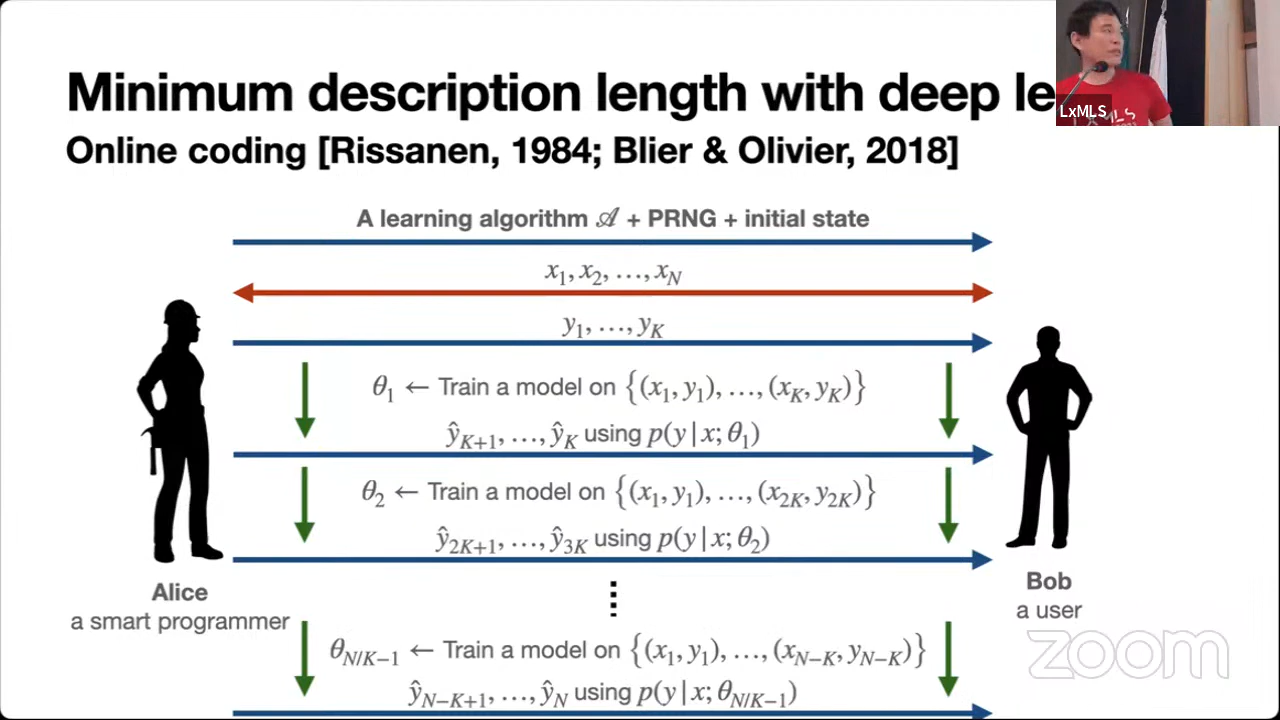 Minimum description length with deep le
LxMLS
Online coding [Rissanen, 1984; Blier & Olivier, 2018]
A learning algorithm 𝒜 + PRNG + initial state
x₁, x₂, …, x_N
y₁, …, y_K
θ₁ ← Train a model on {(x₁, y₁), …, (x_K, y_K)}
ŷ_{K+1}, …, ŷ_K using p(y | x; θ₁)
θ₂ ← Train a model on {(x₁, y₁), …, (x_{2K}, y_{2K})}
ŷ_{2K+1}, …, ŷ_{3K} using p(y | x; θ₂)
Alice
a smart programmer
Bob
a user
θ_{N/K−1} ← Train a model on {(x₁, y₁), …, (x_{N−K}, y_{N−K})}
ŷ_{N−K+1}, …, ŷ_N using p(y | x; θ_{N/K−1})
zoom